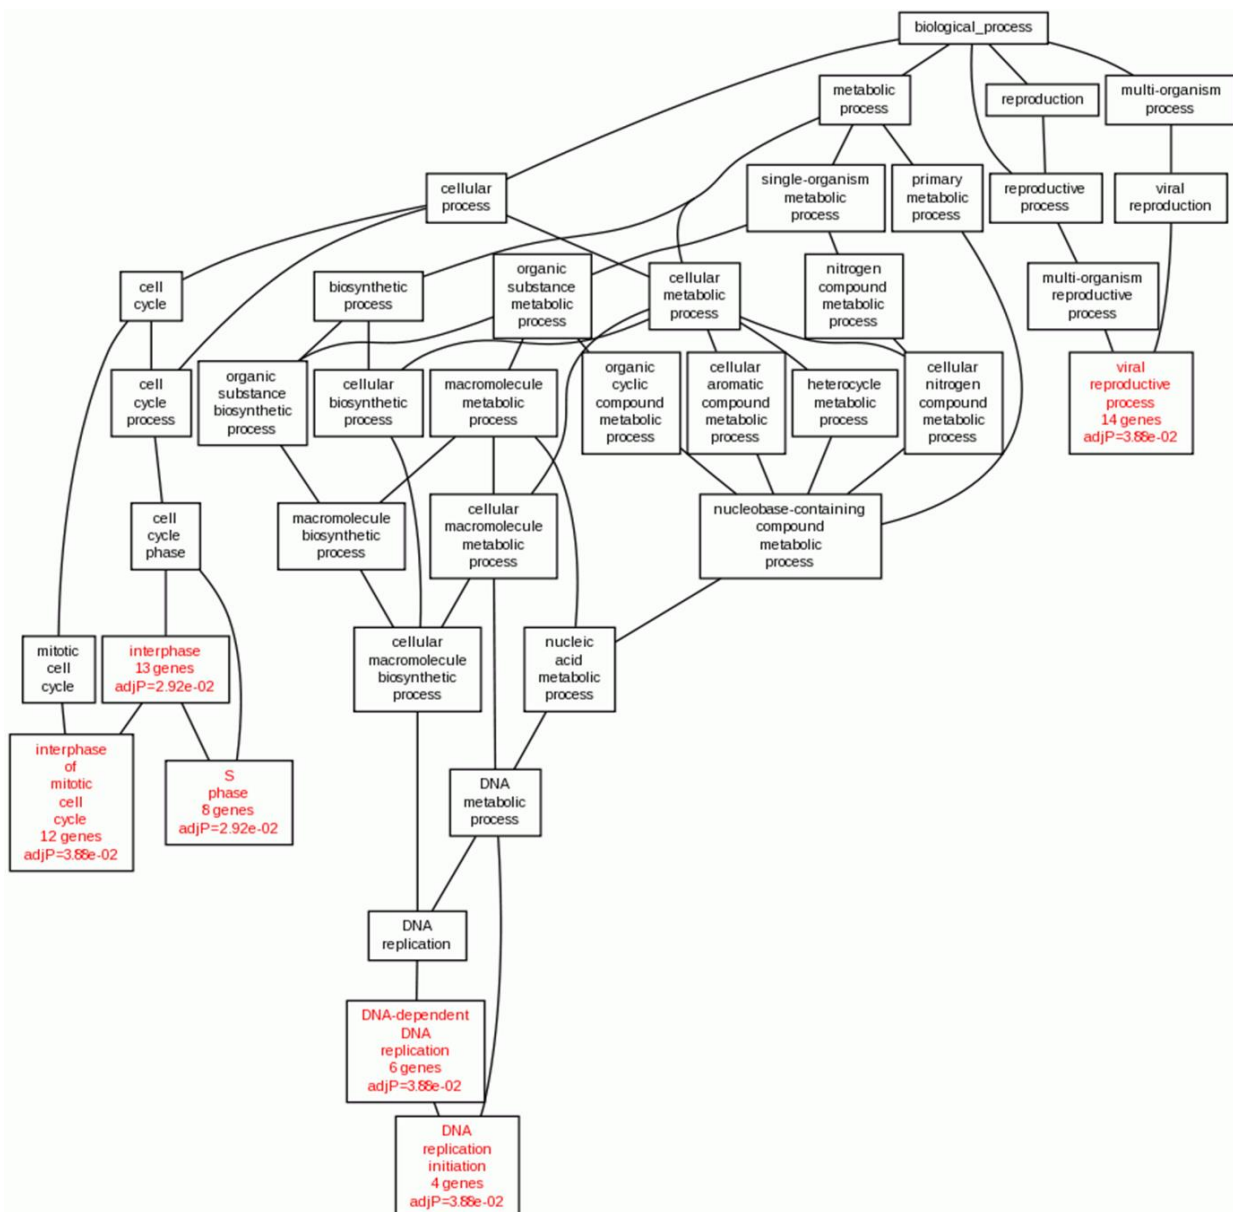 biological_process
metabolic
process
reproduction
multi-organism
process
cellular
process
single-organism
metabolic
process
primary
metabolic
process
reproductive
process
viral
reproduction
cell
cycle
biosynthetic
process
organic
substance
metabolic
process
cellular
metabolic
process
nitrogen
compound
metabolic
process
multi-organism
reproductive
process
cell
cycle
process
organic
substance
biosynthetic
process
cellular
biosynthetic
process
macromolecule
metabolic
process
organic
cyclic
compound
metabolic
process
cellular
aromatic
compound
metabolic
process
heterocycle
metabolic
process
cellular
nitrogen
compound
metabolic
process
viral
reproductive
process
14 genes
adjP=3.88e-02
cell
cycle
phase
macromolecule
biosynthetic
process
cellular
macromolecule
metabolic
process
nucleobase-containing
compound
metabolic
process
mitotic
cell
cycle
interphase
13 genes
adjP=2.92e-02
cellular
macromolecule
biosynthetic
process
nucleic
acid
metabolic
process
interphase
of
mitotic
cell
cycle
12 genes
adjP=3.88e-02
S
phase
8 genes
adjP=2.92e-02
DNA
metabolic
process
DNA
replication
DNA-dependent
DNA
replication
6 genes
adjP=3.88e-02
DNA
replication
initiation
4 genes
adjP=3.88e-02